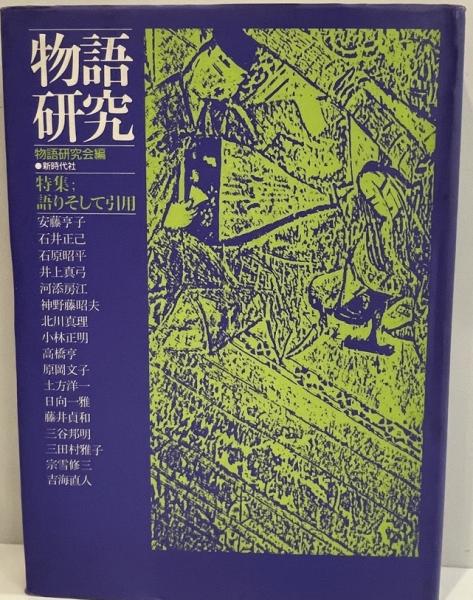 物語
研究
物語研究会編
●新時代社
特集;
語りそして引用
安藤亨子
石井正己
石原昭平
井上真弓
河添房江
神野藤昭夫
北川真理
小林正明
高橋亨
原岡文子
土方洋一
日向一雅
藤井貞和
三谷邦明
三田村雅子
宗雪修三
吉海直人